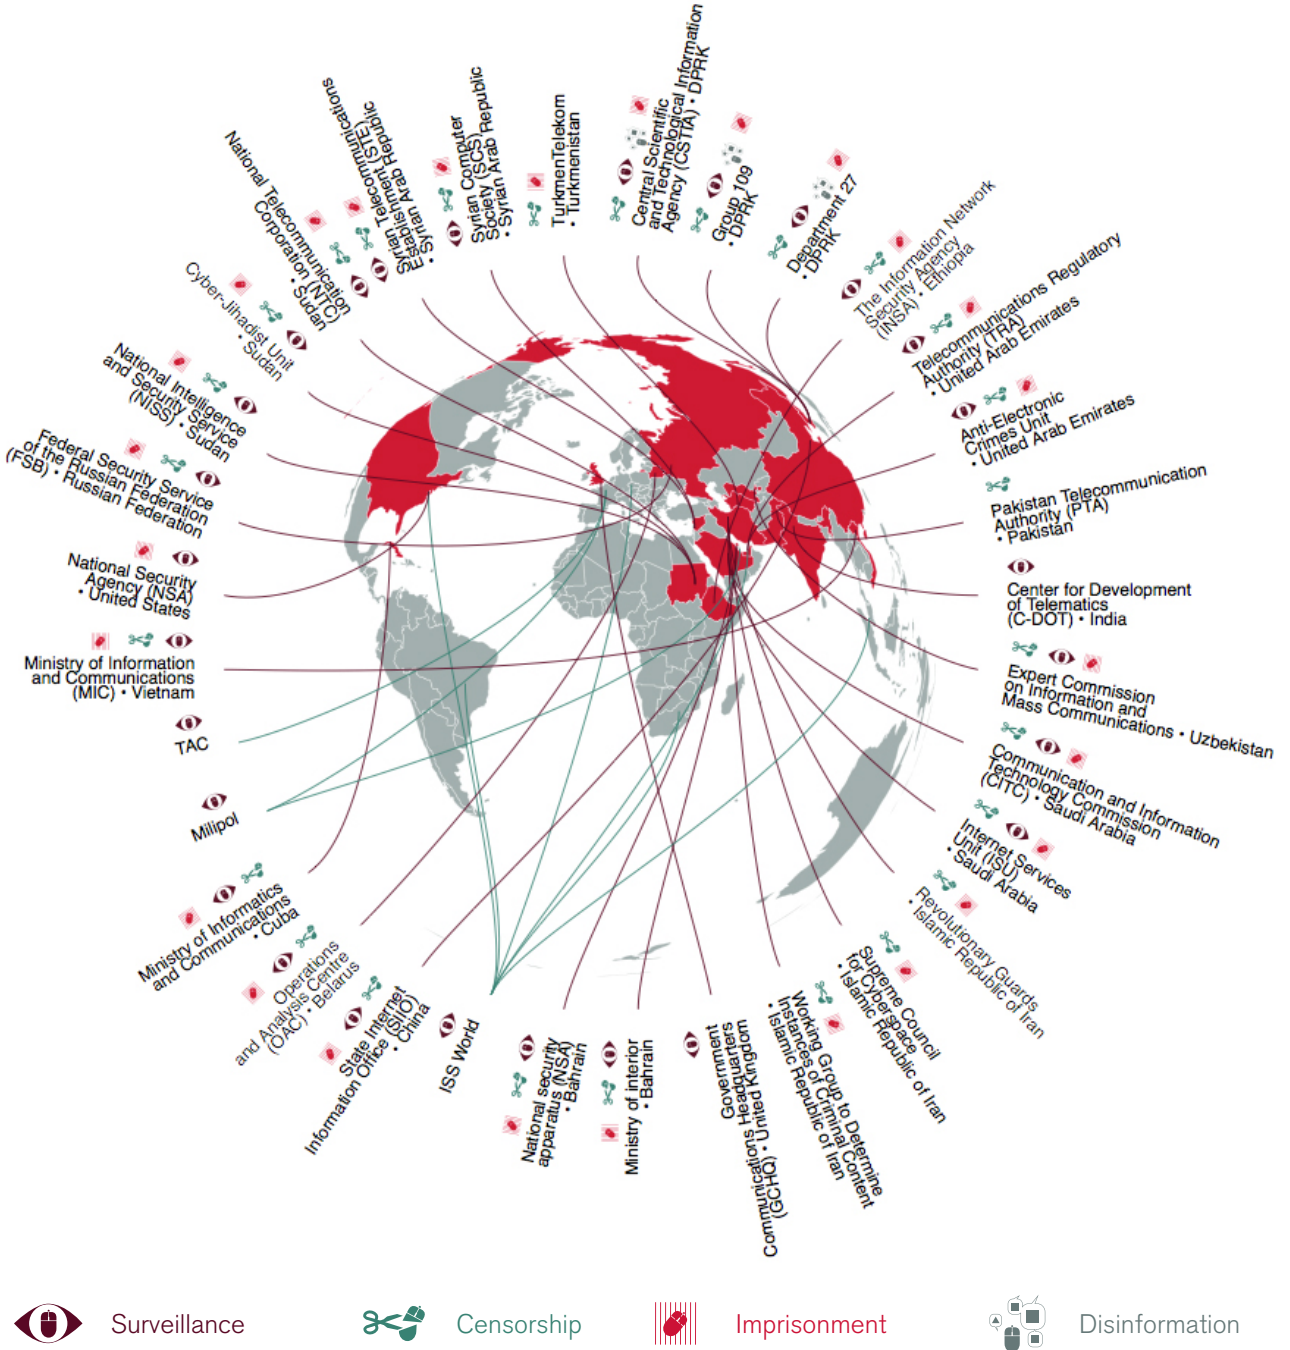 Central Scientific
and Technological Information
Agency (CSTIA) • DPRK
Group 109
• DPRK
Department 27
• DPRK
The Information Network
Security Agency
(INSA) • Ethiopia
Telecommunications Regulatory
Authority (TRA)
• United Arab Emirates
Anti-Electronic
Crimes Unit
• United Arab Emirates
Pakistan Telecommunication
Authority (PTA)
• Pakistan
Center for Development
of Telematics
(C-DOT) • India
Expert Commission
on Information and
Mass Communications • Uzbekistan
Communication and Information
Technology Commission
(CITC) • Saudi Arabia
Internet Services
Unit (ISU)
• Saudi Arabia
Revolutionary Guards
• Islamic Republic of Iran
Supreme Council
for Cyberspace
• Islamic Republic of Iran
Working Group to Determine
Instances of Criminal Content
• Islamic Republic of Iran
Government
Communications Headquarters
(GCHQ) • United Kingdom
Ministry of interior
• Bahrain
National security
apparatus (NSA)
• Bahrain
ISS World
State Internet
Information Office (SIIO)
• China
Operations
and Analysis Centre
(OAC) • Belarus
Ministry of Informatics
and Communications
• Cuba
Milipol
TAC
Ministry of Information
and Communications
(MIC) • Vietnam
National Security
Agency (NSA)
• United States
Federal Security Service
of the Russian Federation
(FSB) • Russian Federation
National Intelligence
and Security Service
(NISS) • Sudan
Cyber-Jihadist Unit
• Sudan
National Telecommunication
Corporation (NTC)
• Sudan
Syrian Telecommunications
Establishment (STE)
• Syrian Arab Republic
Syrian Computer
Society (SCS)
• Syrian Arab Republic
TurkmenTelekom
• Turkmenistan
Surveillance
Censorship
Imprisonment
Disinformation